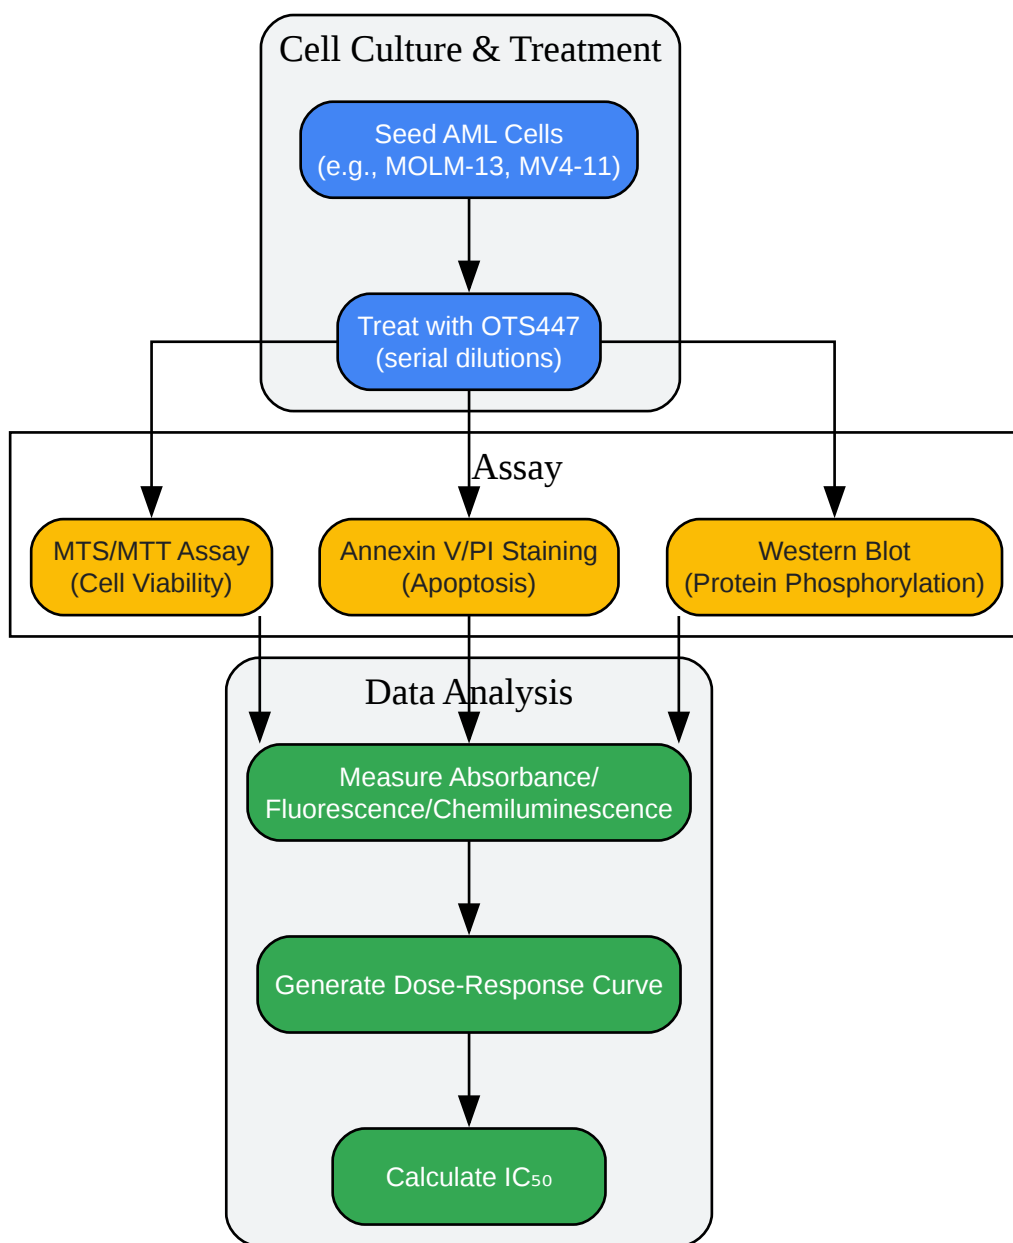 Cell Culture & Treatment
Seed AML Cells
(e.g., MOLM-13, MV4-11)
Treat with OTS447
(serial dilutions)
Assay
MTS/MTT Assay
(Cell Viability)
Annexin V/PI Staining
(Apoptosis)
Western Blot
(Protein Phosphorylation)
Data Analysis
Measure Absorbance/
Fluorescence/Chemiluminescence
Generate Dose-Response Curve
Calculate IC₅₀